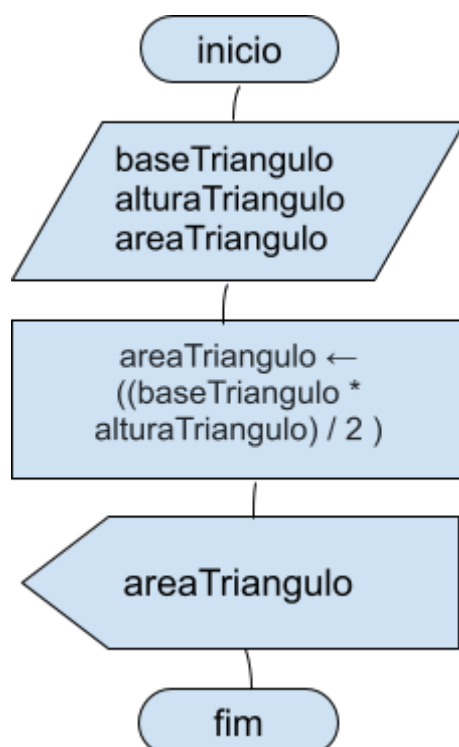 inicio
baseTriangulo
alturaTriangulo
areaTriangulo
areaTriangulo ←
((baseTriangulo *
alturaTriangulo) / 2 )
areaTriangulo
fim